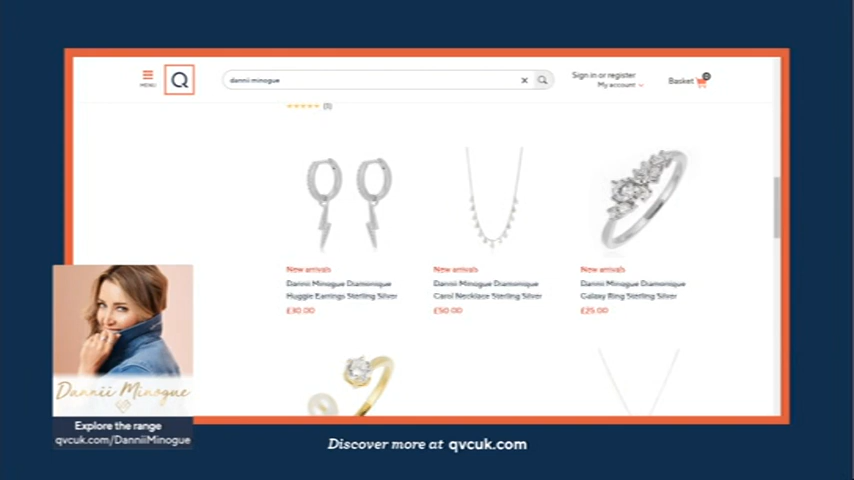 MENU
Q
dannii minogue
Sign in or register
My account
Basket
0
New arrivals
Dannii Minogue Diamonique
Huggie Earrings Sterling Silver
£30.00
New arrivals
Dannii Minogue Diamonique
Carol Necklace Sterling Silver
£50.00
New arrivals
Dannii Minogue Diamonique
Galaxy Ring Sterling Silver
£25.00
Dannii Minogue
Explore the range
qvcuk.com/DanniiMinogue
Discover more at qvcuk.com